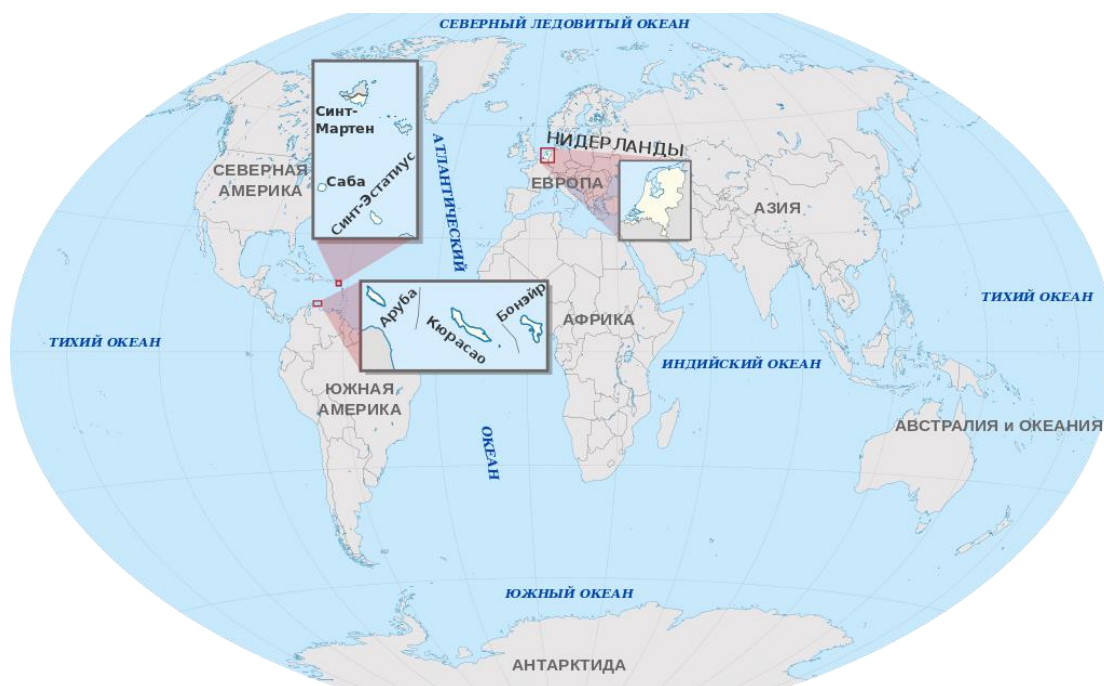 СЕВЕРНЫЙ ЛЕДОВИТЫЙ ОКЕАН
Синт-
Мартен
Саба
Синт-Эстатиус
СЕВЕРНАЯ
АМЕРИКА
АТЛАНТИЧЕСКИЙ
НИДЕРЛАНДЫ
ЕВРОПА
АЗИЯ
ТИХИЙ ОКЕАН
Аруба
Кюрасао
Бонэйр
АФРИКА
ТИХИЙ ОКЕАН
ИНДИЙСКИЙ ОКЕАН
ЮЖНАЯ
АМЕРИКА
ОКЕАН
АВСТРАЛИЯ и ОКЕАНИЯ
ЮЖНЫЙ ОКЕАН
АНТАРКТИДА